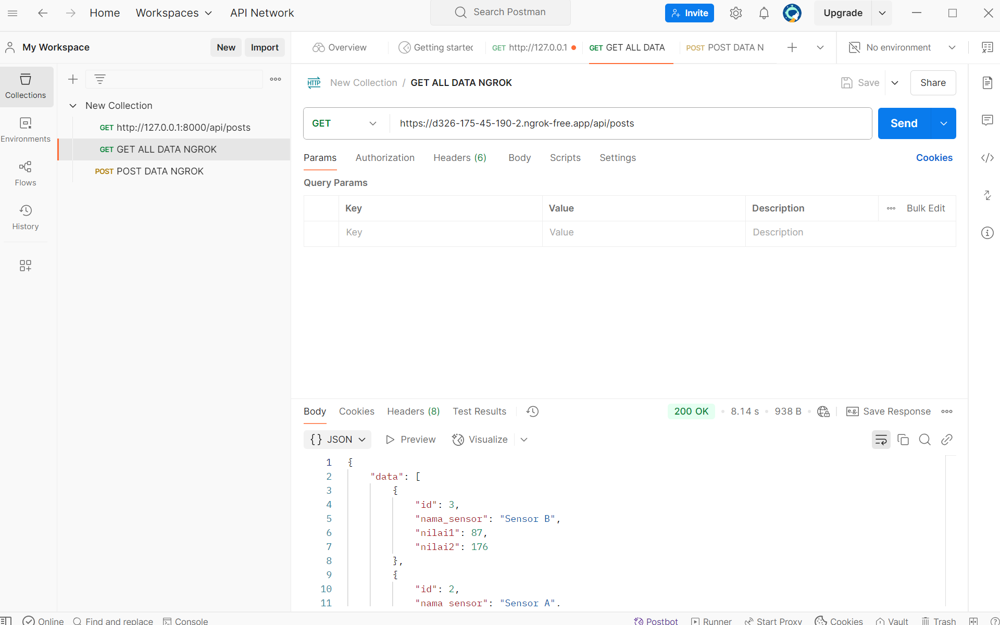 Home Workspaces API Network Search Postman Invite Upgrade
My Workspace New Import
Overview Getting started GET http://127.0.0.1 GET GET ALL DATA POST POST DATA N No environment
Collections
Environments
Flows
History
New Collection
GET http://127.0.0.1:8000/api/posts
GET GET ALL DATA NGROK
POST POST DATA NGROK
HTTP New Collection / GET ALL DATA NGROK Save Share
GET https://d326-175-45-190-2.ngrok-free.app/api/posts Send
Params Authorization Headers (6) Body Scripts Settings Cookies
Query Params
Key Value Description Bulk Edit
Key Value Description
Body Cookies Headers (8) Test Results 200 OK 8.14 s 938 B e.g. Save Response
{} JSON Preview Visualize
1 {
2 "data": [
3 {
4 "id": 3,
5 "nama_sensor": "Sensor B",
6 "nilai1": 87,
7 "nilai2": 176
8 },
9 {
10 "id": 2,
11 "nama_sensor": "Sensor A",
Online Find and replace Console Postbot Runner Start Proxy Cookies Vault Trash